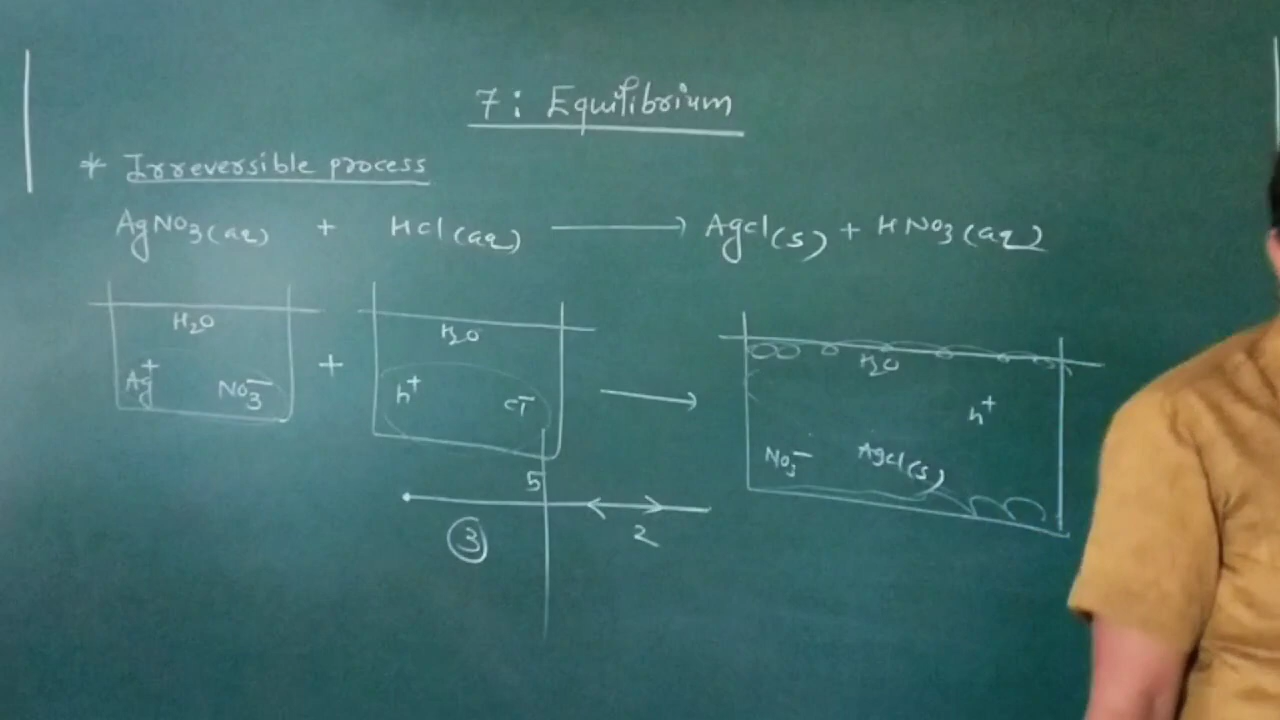 7: Equilibrium
* Irreversible process
AgNO3(aq) + HCl(aq) → AgCl(s) + HNO3(aq)
H2O
Ag+ NO3-
+
H2O
h+ Cl-
→
H2O
h+
NO3- AgCl(s)
5
3
2